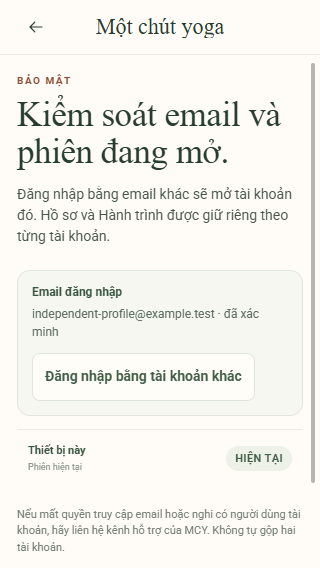 Một chút yoga
BẢO MẬT
Kiểm soát email và
phiên đang mở.
Đăng nhập bằng email khác sẽ mở tài khoản
đó. Hồ sơ và Hành trình được giữ riêng theo
từng tài khoản.
Email đăng nhập
independent-profile@example.test · đã xác
minh
Đăng nhập bằng tài khoản khác
Thiết bị này
Phiên hiện tại
HIỆN TẠI
Nếu mất quyền truy cập email hoặc nghi có người dùng tài
khoản, hãy liên hệ kênh hỗ trợ của MCY. Không tự gộp hai
tài khoản.